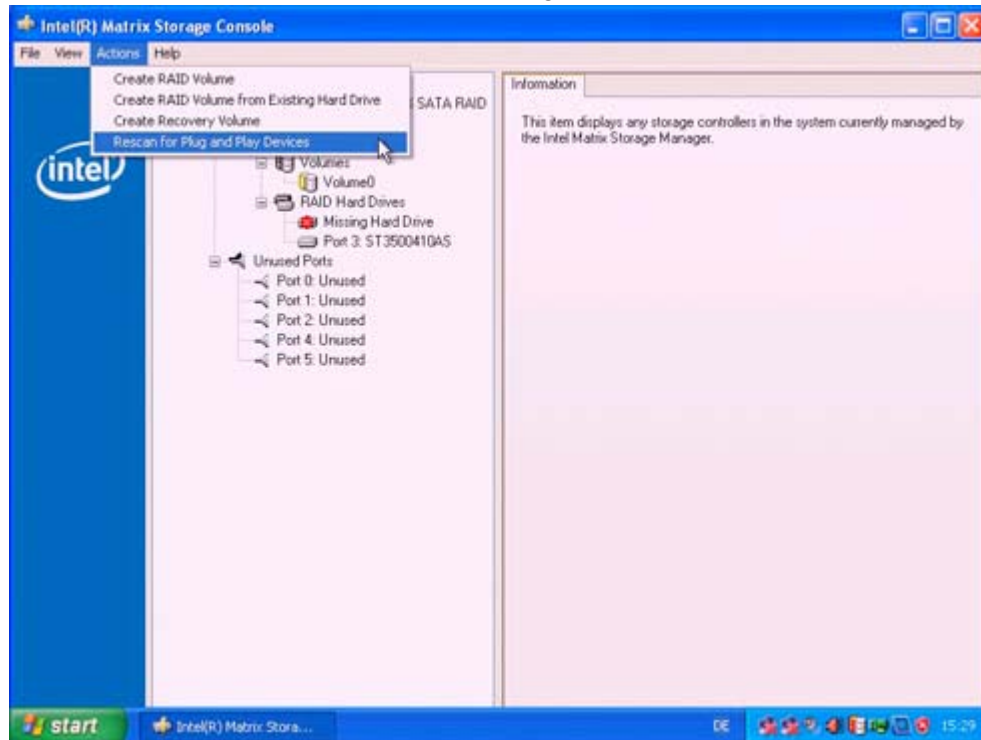 Intel(R) Matrix Storage Console
File View Actions Help
Create RAID Volume
Create RAID Volume from Existing Hard Drive
Create Recovery Volume
Rescan for Plug and Play Devices
SATA RAID
Volumes
Volume0
RAID Hard Drives
Missing Hard Drive
Port 3: ST3500410AS
Unused Ports
Port 0: Unused
Port 1: Unused
Port 2: Unused
Port 4: Unused
Port 5: Unused
Information
This item displays any storage controllers in the system currently managed by
the Intel Matrix Storage Manager.
intel
start
Intel(R) Matrix Stora...
DE
15:29